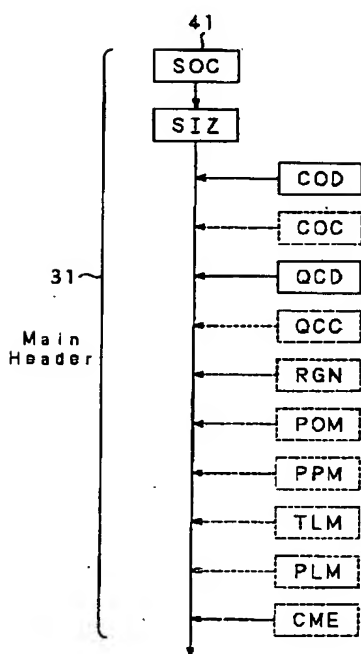 41
SOC
SIZ
COD
COC
31
QCD
QCC
Main
Header
RGN
POM
PPM
TLM
PLM
CME